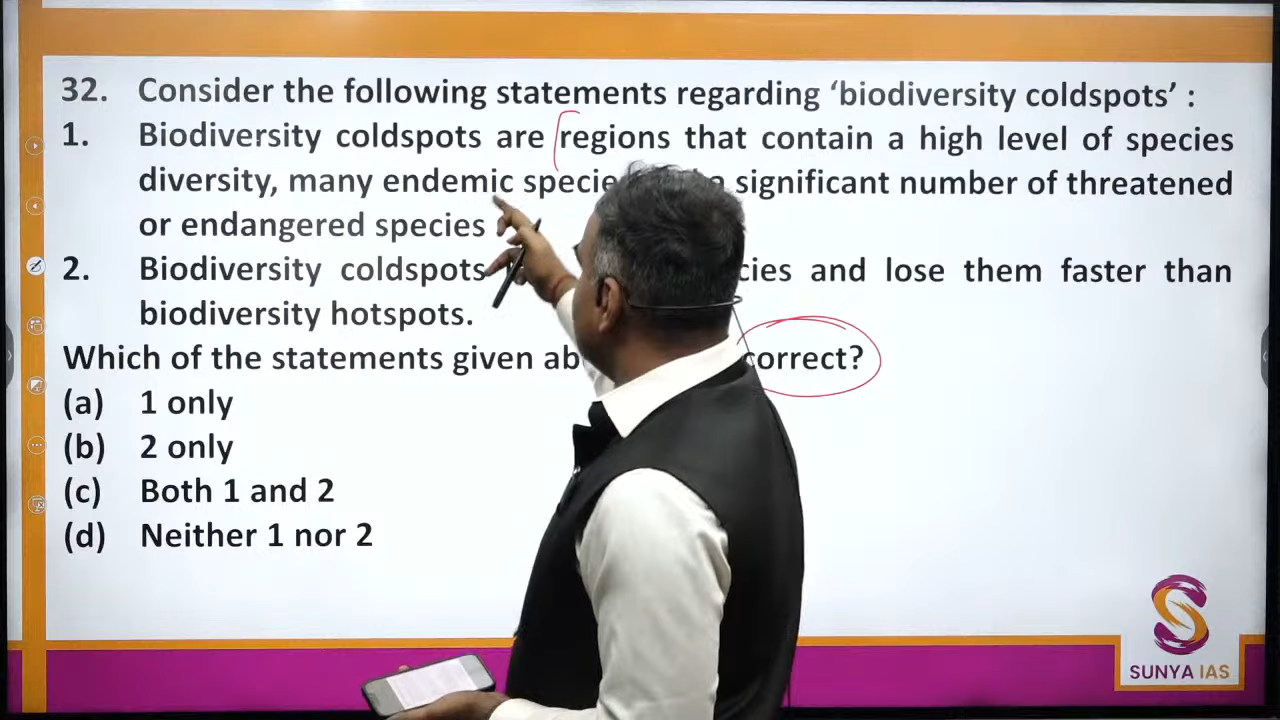 32. Consider the following statements regarding ‘biodiversity coldspots’ :
1. Biodiversity coldspots are regions that contain a high level of species
diversity, many endemic significant number of threatened
or endangered species
2. Biodiversity coldspots and lose them faster than
biodiversity hotspots.
Which of the statements given
(a) 1 only
(b) 2 only
(c) Both 1 and 2
(d) Neither 1 nor 2
SUNYA IAS